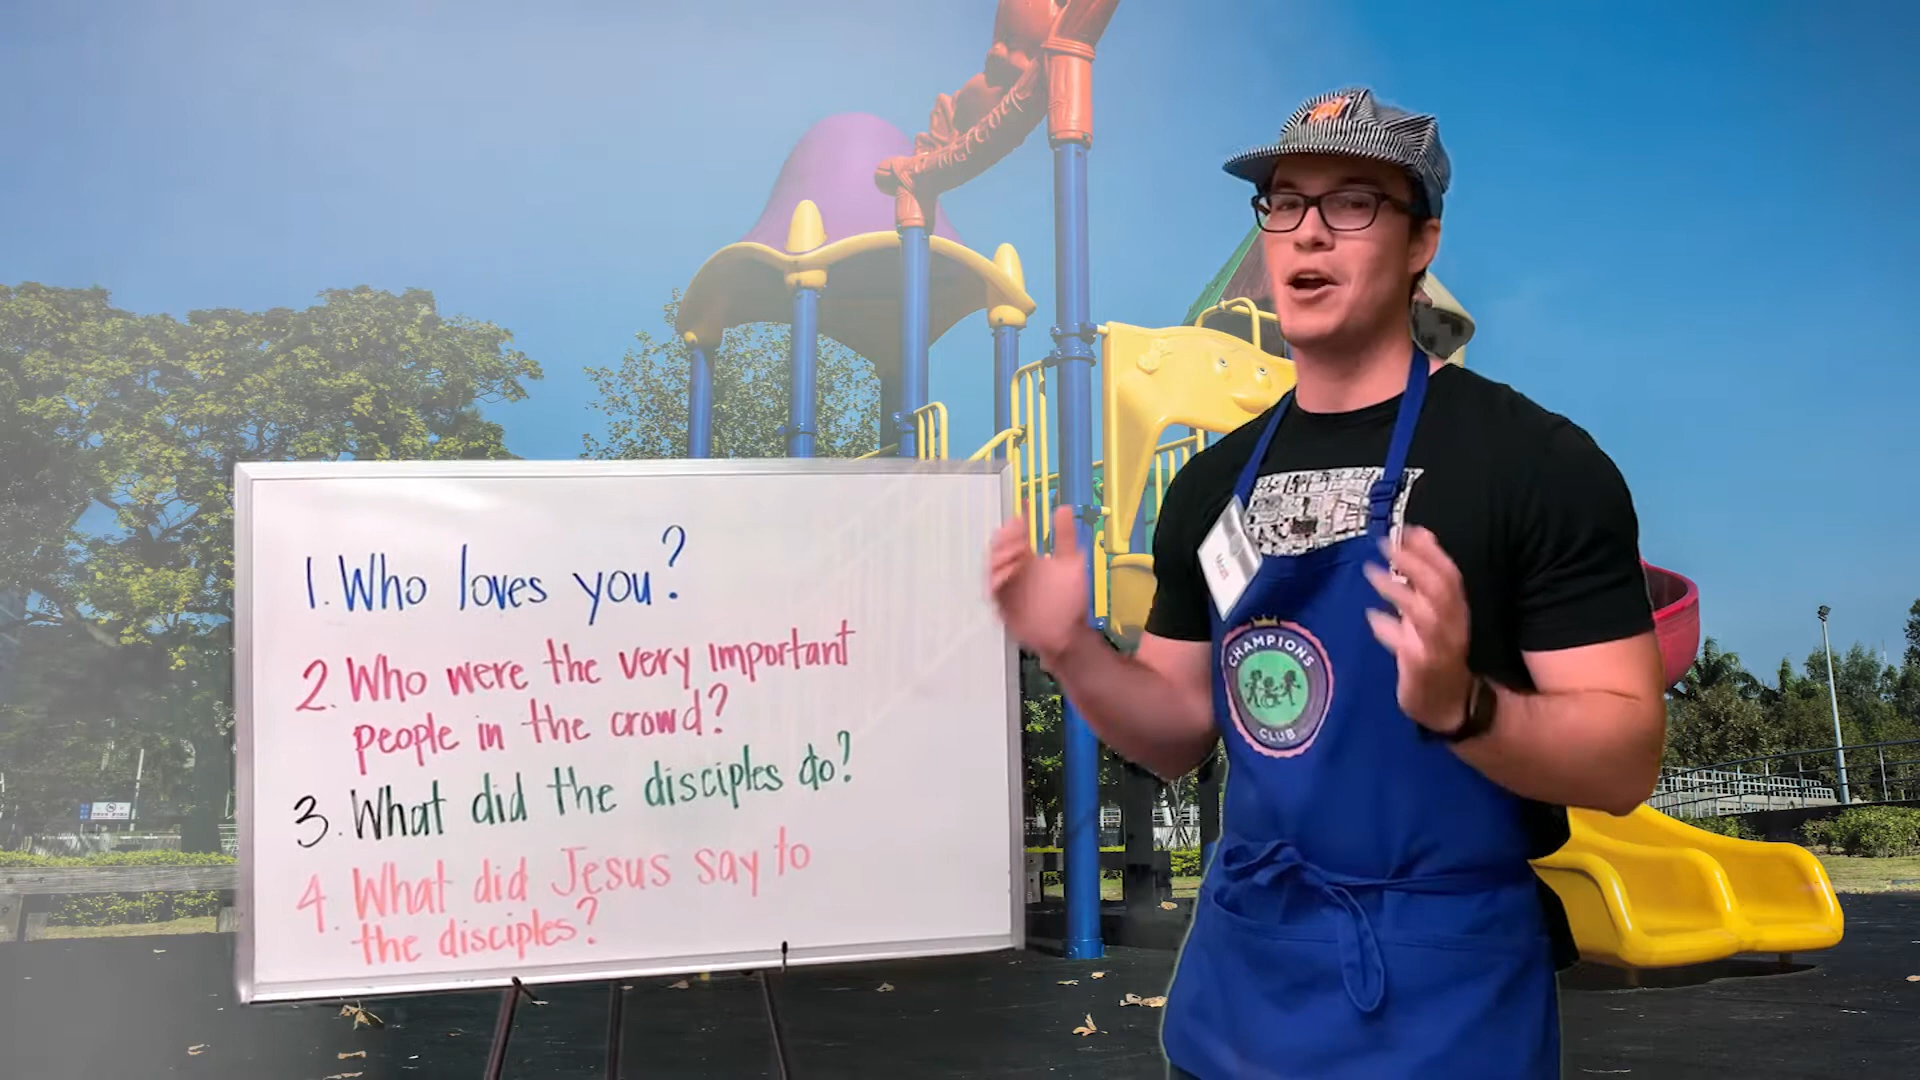 1. Who loves you?
2. Who were the very important
people in the crowd?
3. What did the disciples do?
4. What did Jesus say to
the disciples?
CHAMPIONS
CLUB